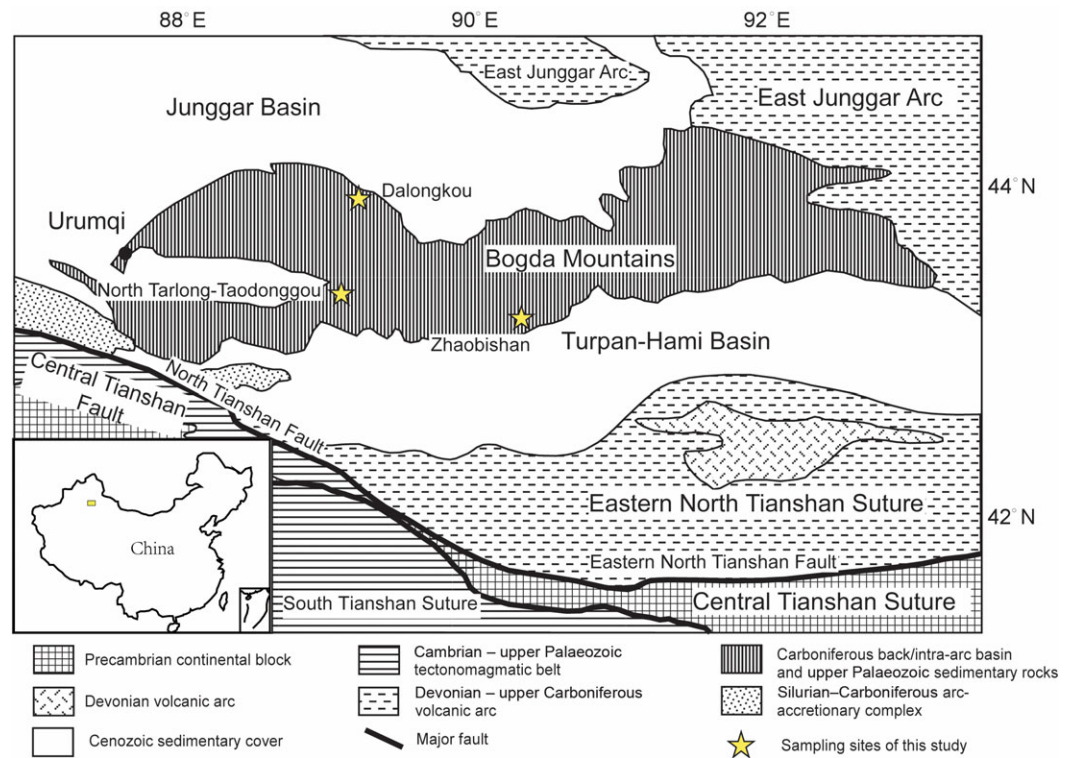 88°E 90°E 92°E
East Junggar Arc
East Junggar Arc
Junggar Basin
44°N
Dalongkou
Urumqi
Bogda Mountains
North Tarlong-Taodonggou
Zhaobishan
Turpan-Hami Basin
Central Tianshan
Fault
North Tianshan Fault
Eastern North Tianshan Suture
42°N
China
Eastern North Tianshan Fault
South Tianshan Suture
Central Tianshan Suture
Precambrian continental block
Devonian volcanic arc
Cenozoic sedimentary cover
Cambrian – upper Palaeozoic
tectonomagmatic belt
Devonian – upper Carboniferous
volcanic arc
Major fault
Carboniferous back/intra-arc basin
and upper Palaeozoic sedimentary rocks
Silurian–Carboniferous arc-
accretionary complex
Sampling sites of this study